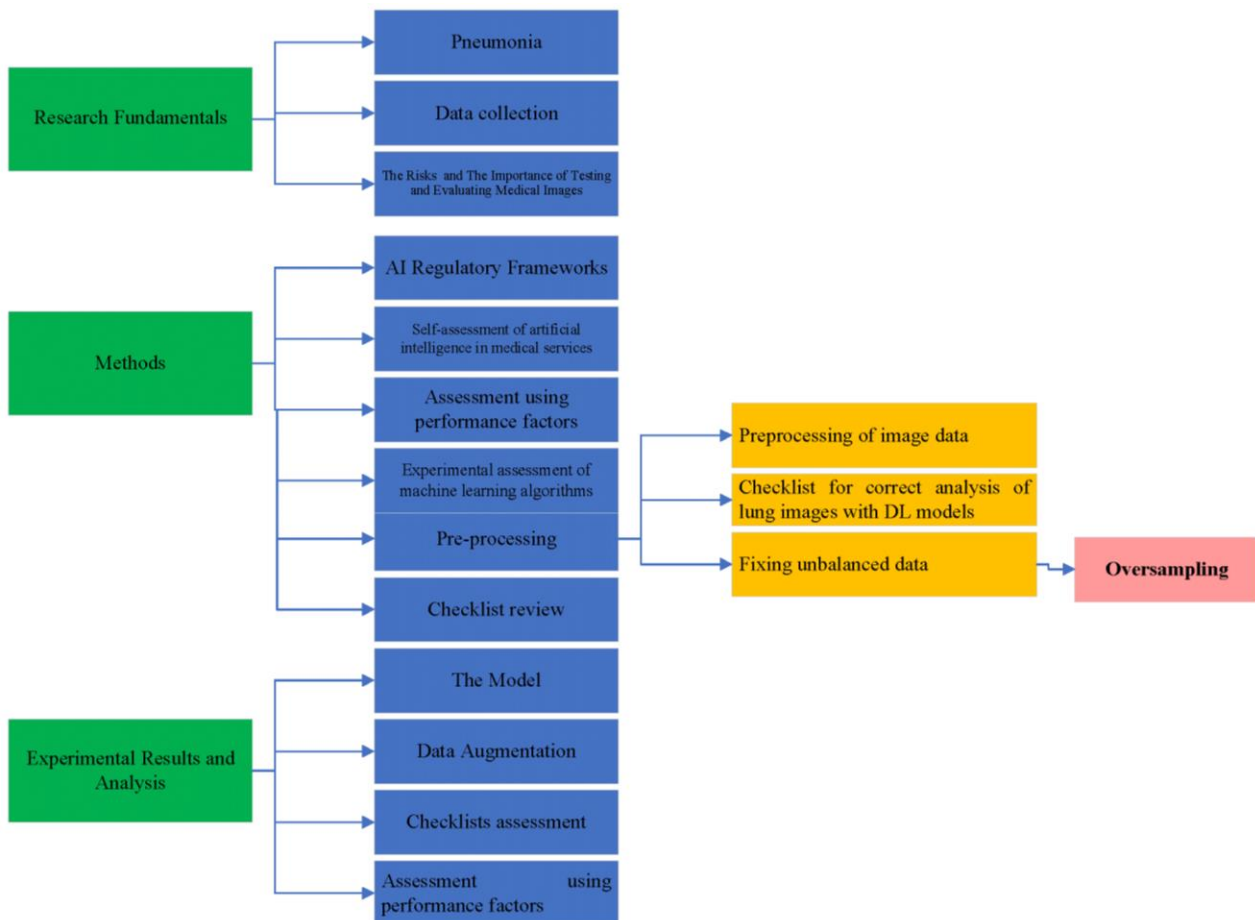 Research Fundamentals
Pneumonia
Data collection
The Risks and The Importance of Testing
and Evaluating Medical Images
Methods
AI Regulatory Frameworks
Self-assessment of artificial
intelligence in medical services
Assessment using
performance factors
Experimental assessment of
machine learning algorithms
Pre-processing
Checklist review
Preprocessing of image data
Checklist for correct analysis of
lung images with DL models
Fixing unbalanced data
Oversampling
Experimental Results and
Analysis
The Model
Data Augmentation
Checklists assessment
Assessment using
performance factors